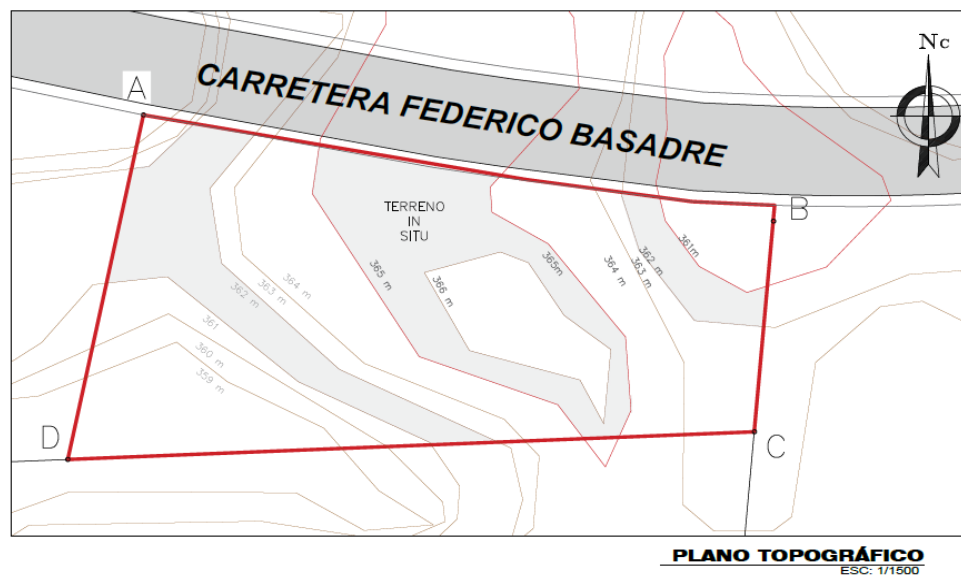 Nc
A
CARRETERA FEDERICO BASADRE
TERRENO
IN
SITU
B
365 m
366 m
365m
364 m
363 m
362 m
361m
364 m
363 m
362 m
361
360 m
359 m
D
C
PLANO TOPOGRÁFICO
ESC: 1/1500